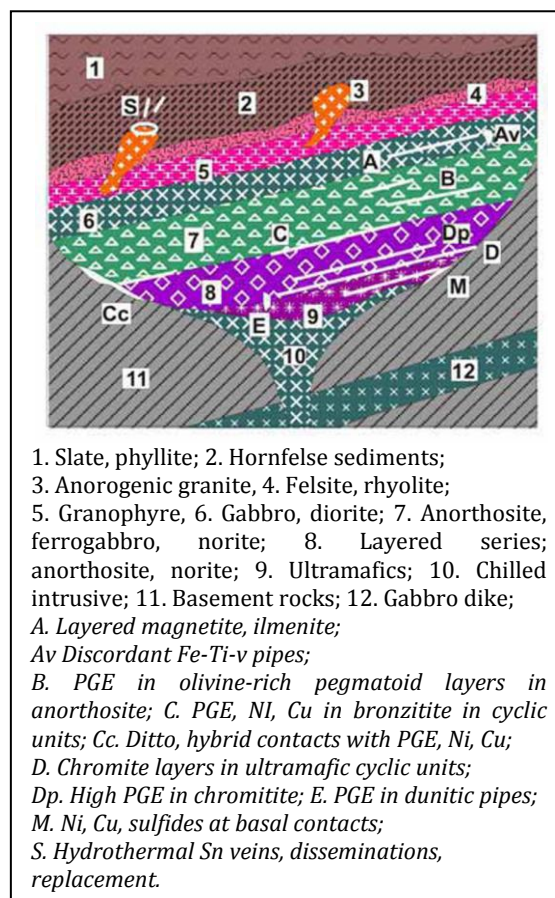 1
S
2
3
4
5
A
Av
B
6
7
C
Dp
D
8
M
Cc
E
9
10
11
12
1. Slate, phyllite; 2. Hornfelse sediments;
3. Anorogenic granite, 4. Felsite, rhyolite;
5. Granophyre, 6. Gabbro, diorite; 7. Anorthosite,
ferrogabbro, norite; 8. Layered series;
anorthosite, norite; 9. Ultramafics; 10. Chilled
intrusive; 11. Basement rocks; 12. Gabbro dike;
A. Layered magnetite, ilmenite;
Av Discordant Fe-Ti-v pipes;
B. PGE in olivine-rich pegmatoid layers in
anorthosite; C. PGE, NI, Cu in bronzitite in cyclic
units; Cc. Ditto, hybrid contacts with PGE, Ni, Cu;
D. Chromite layers in ultramafic cyclic units;
Dp. High PGE in chromitite; E. PGE in dunitic pipes;
M. Ni, Cu, sulfides at basal contacts;
S. Hydrothermal Sn veins, disseminations,
replacement.